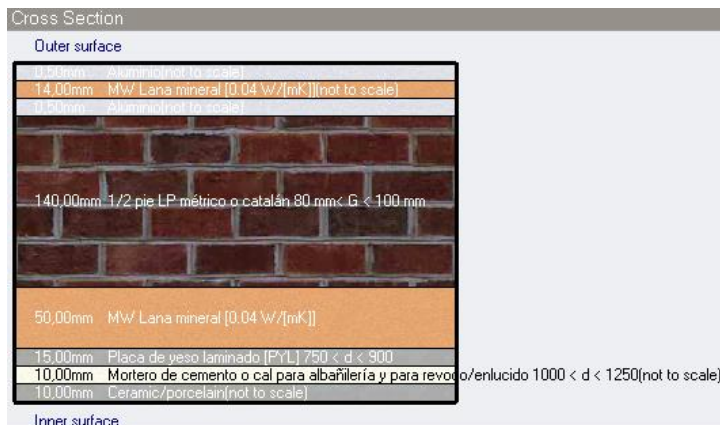 Cross Section
Outer surface
0,50mm Aluminio(not to scale)
14,00mm MW Lana mineral [0.04 W/[mK]](not to scale)
0,50mm Aluminio(not to scale)
140,00mm 1/2 pie LP métrico o catalán 80 mm< G < 100 mm
50,00mm MW Lana mineral [0.04 W/[mK]]
15,00mm Placa de yeso laminado [PYL] 750 < d < 900
10,00mm Mortero de cemento o cal para albañilería y para revoco/enlucido 1000 < d < 1250(not to scale)
10,00mm Ceramic/porcelain(not to scale)
Inner surface